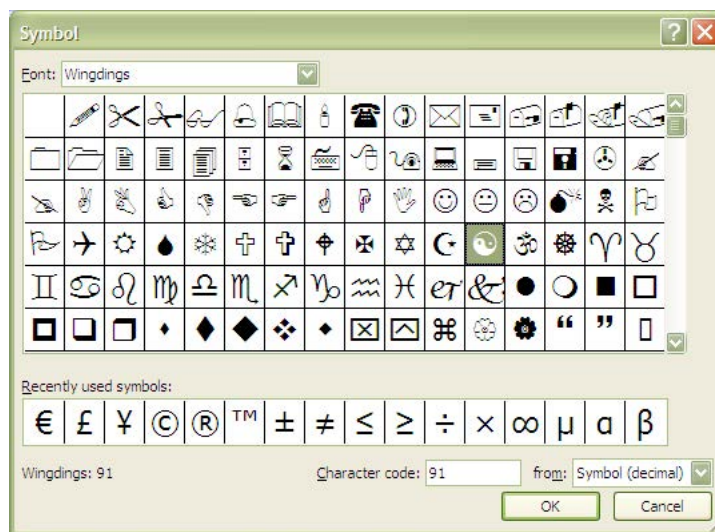 Symbol
Font: Wingdings
Recently used symbols:
€ £ ¥ © ® ™ ± ≠ ≤ ≥ ÷ × ∞ µ α β
Wingdings: 91 Character code: 91 from: Symbol (decimal)
OK Cancel